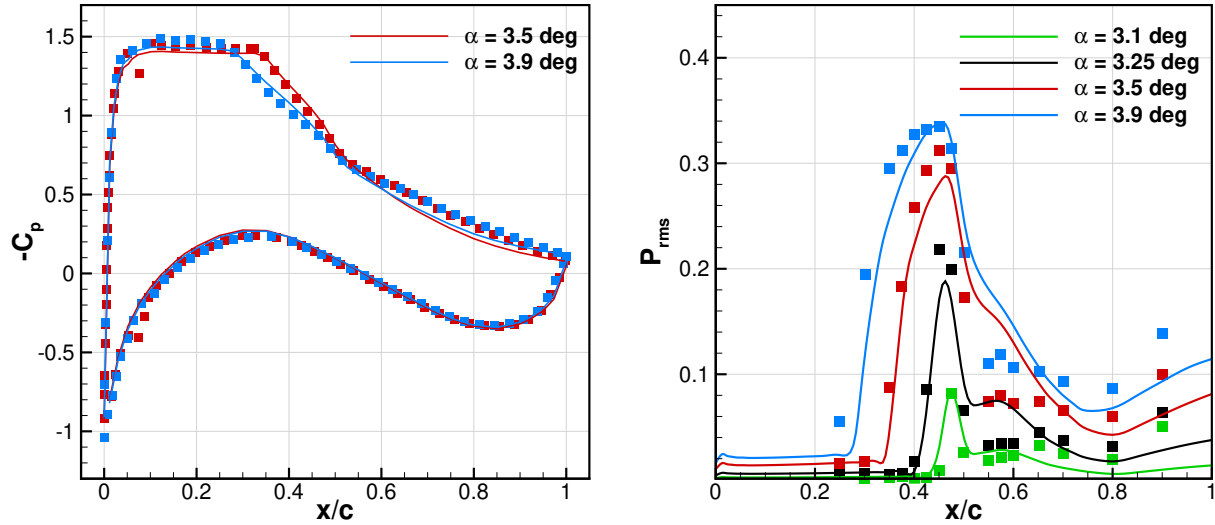 α = 3.5 deg
α = 3.9 deg
1.5
1
0.5
0
-0.5
-1
-Cp
0 0.2 0.4 0.6 0.8 1
x/c
α = 3.1 deg
α = 3.25 deg
α = 3.5 deg
α = 3.9 deg
0.4
0.3
0.2
0.1
Prms
0 0.2 0.4 0.6 0.8 1
x/c